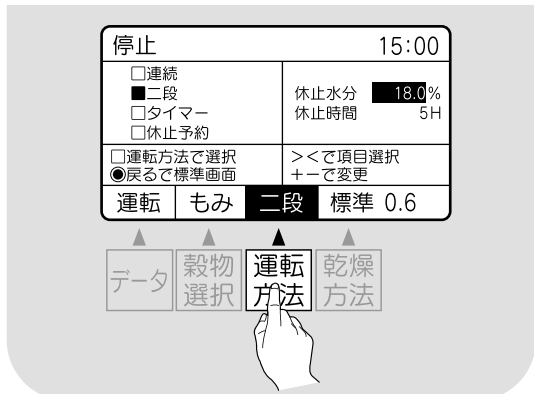 停止 15:00
□連続
■二段
□タイマー
□休止予約
休止水分 18.0%
休止時間 5H
□運転方法で選択
◉戻るで標準画面
><で項目選択
+-で変更
運転 もみ 二段 標準 0.6
データ
穀物選択
運転方法
乾燥方法